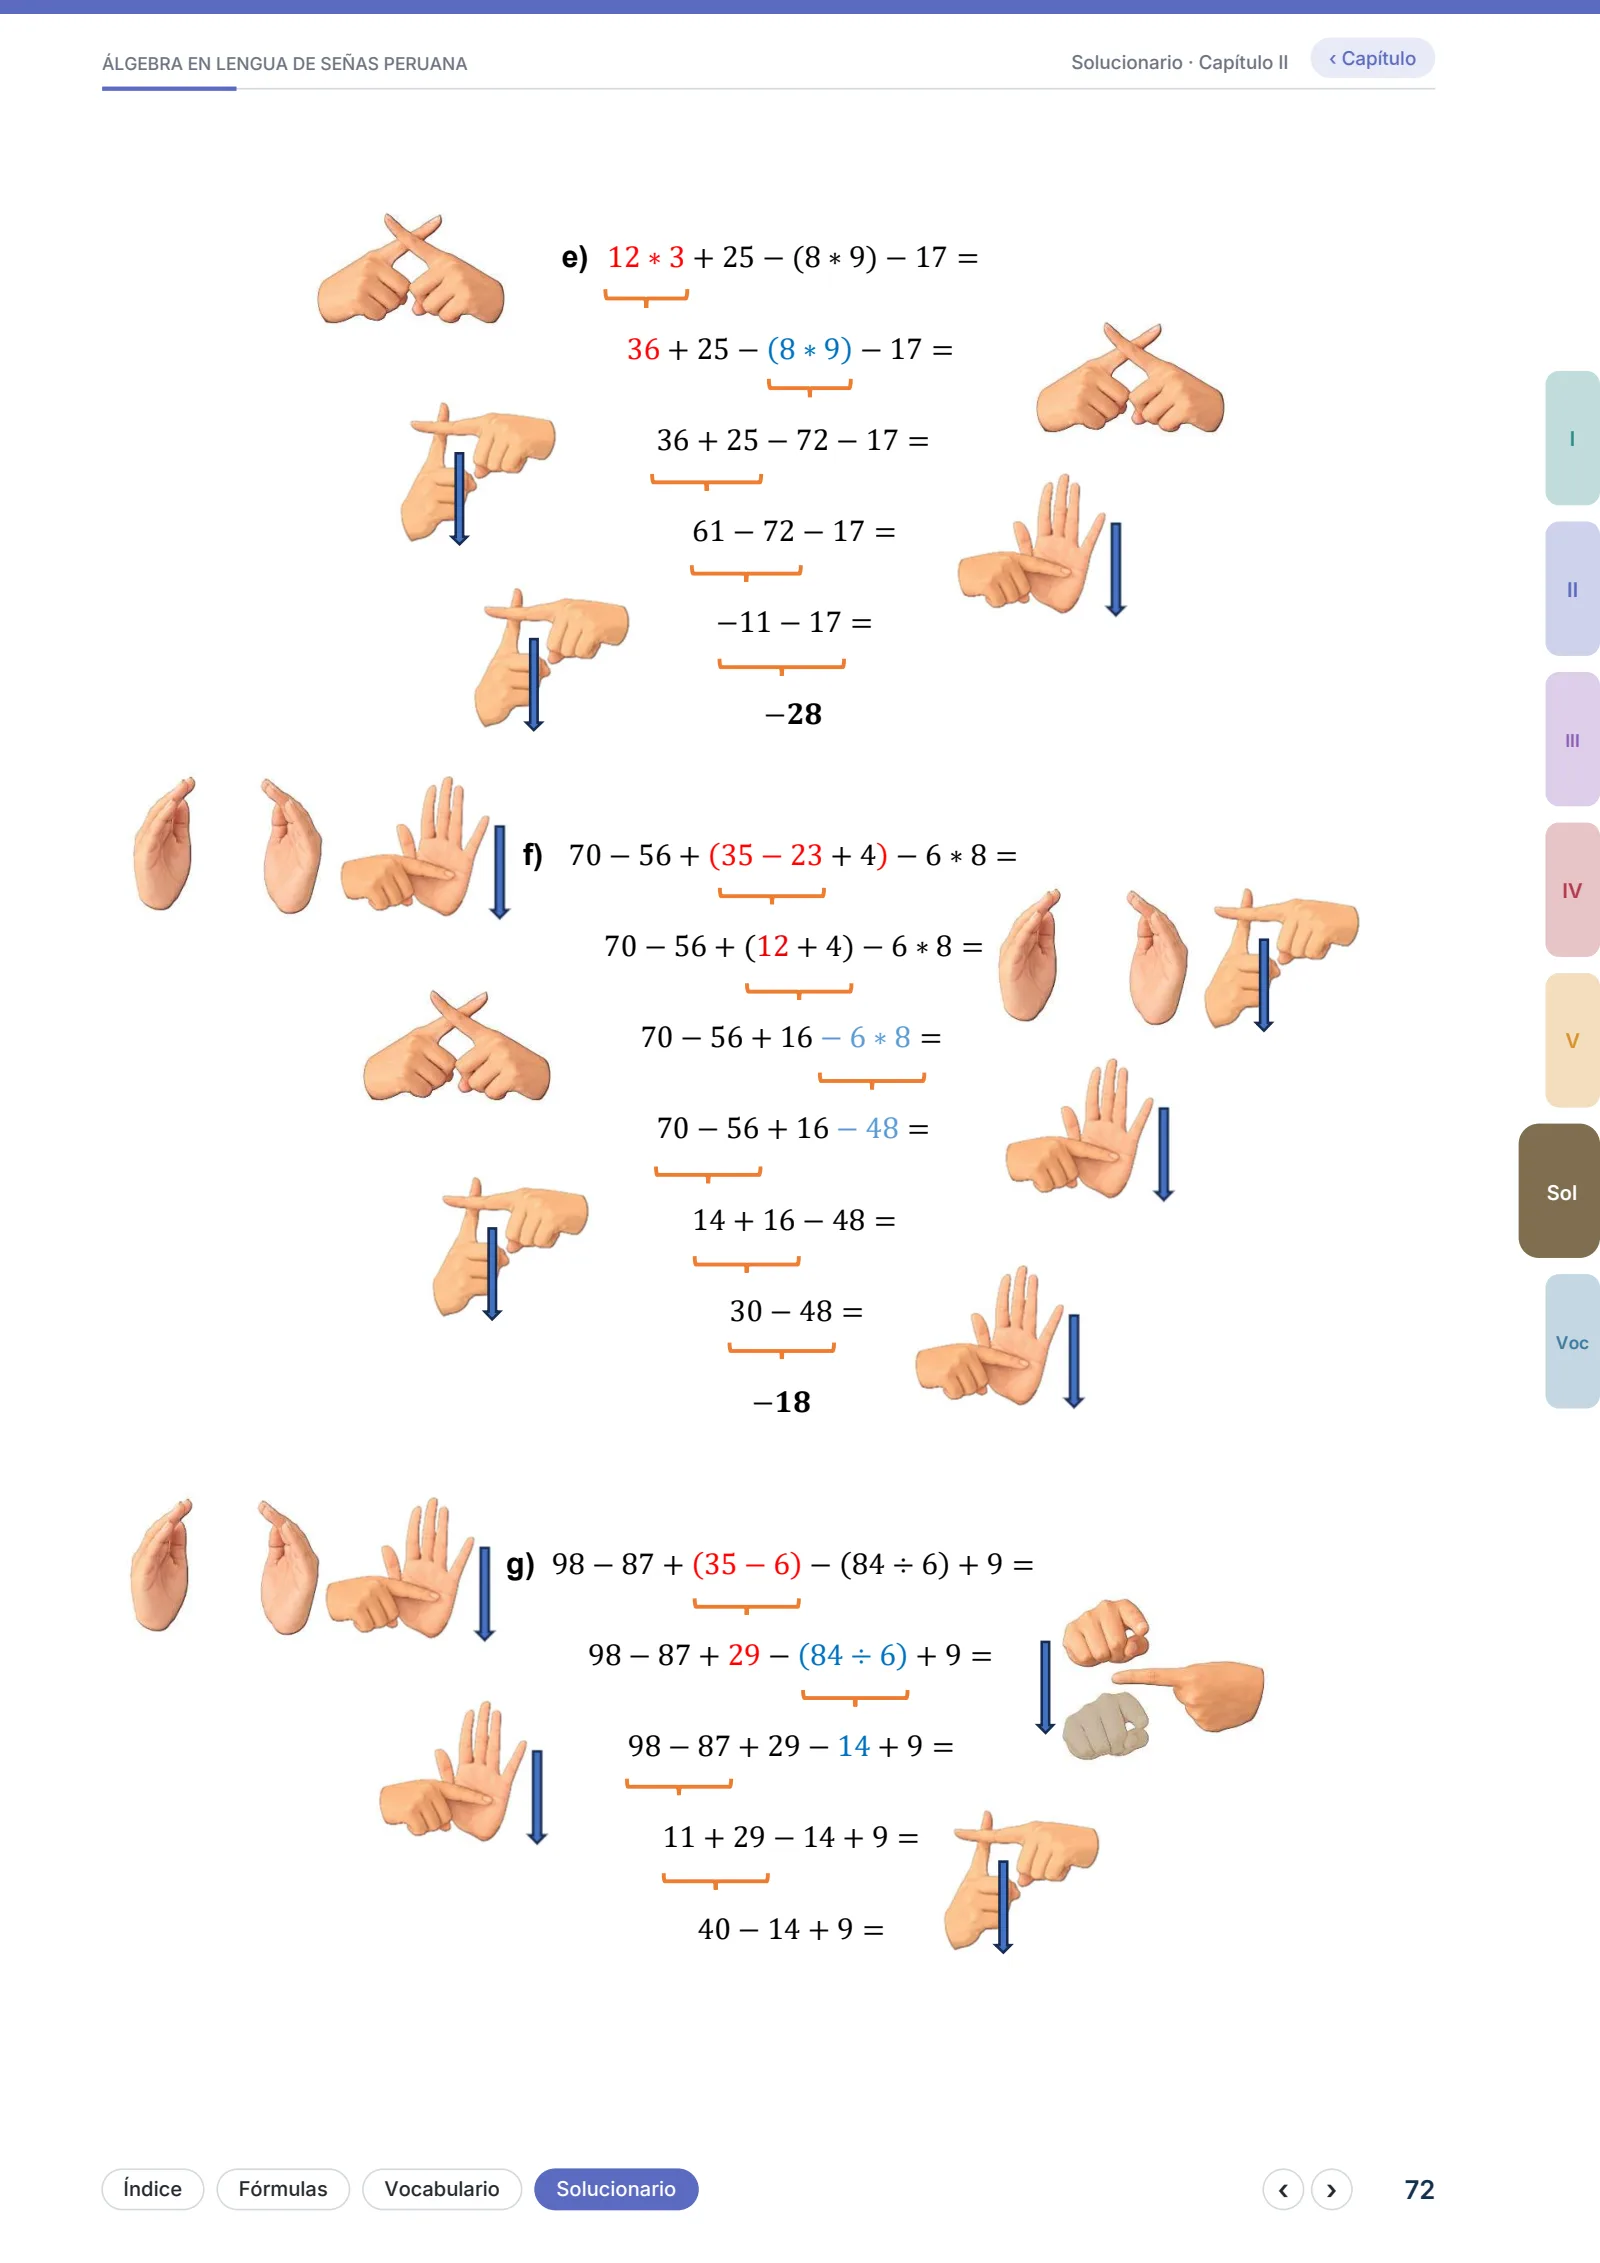 ÁLGEBRA EN LENGUA DE SEÑAS PERUANA
Solucionario · Capítulo II
‹ Capítulo
e) 12 ∗ 3 + 25 − (8 ∗ 9) − 17 =
36 + 25 − (8 ∗ 9) − 17 =
36 + 25 − 72 − 17 =
61 − 72 − 17 =
−11 − 17 =
−28
f) 70 − 56 + (35 − 23 + 4) − 6 ∗ 8 =
70 − 56 + (12 + 4) − 6 ∗ 8 =
70 − 56 + 16 − 6 ∗ 8 =
70 − 56 + 16 − 48 =
14 + 16 − 48 =
30 − 48 =
−18
g) 98 − 87 + (35 − 6) − (84 ÷ 6) + 9 =
98 − 87 + 29 − (84 ÷ 6) + 9 =
98 − 87 + 29 − 14 + 9 =
11 + 29 − 14 + 9 =
40 − 14 + 9 =
I
II
III
IV
V
Sol
Voc
Índice
Fórmulas
Vocabulario
Solucionario
‹ ›
72